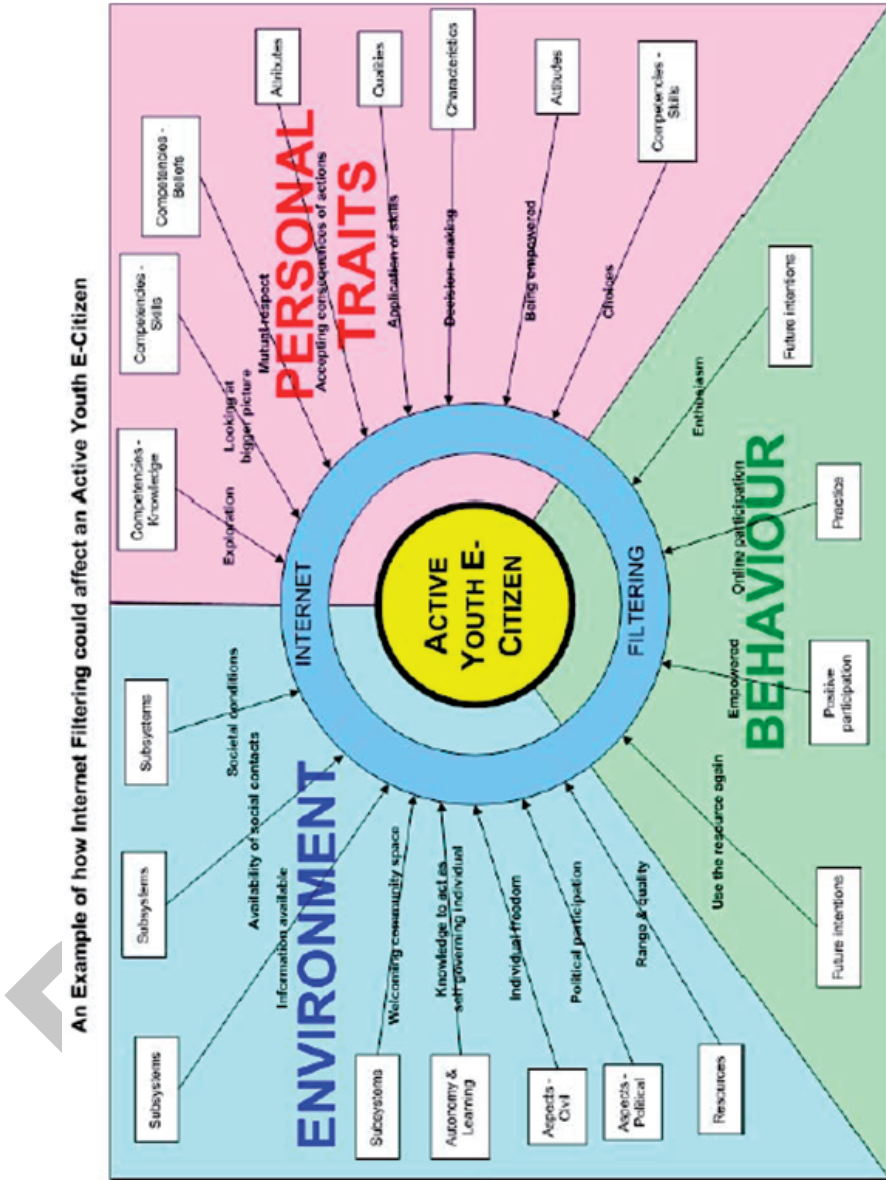 An Example of how Internet Filtering could affect an Active Youth E-Citizen
Subsystems
Subsystems
Subsystems
Subsystems
Autonomy &
Learning
Aspects -
Civil
Aspects -
Political
Resources
Societal conditions
Availability of social contacts
Information available
Welcoming community space
Knowledge to act as
self governing individual
Individual freedom
Political participation
Range & quality
ENVIRONMENT
Competencies -
Knowledge
Competencies -
Skills
Competencies -
Beliefs
Attributes
Qualities
Characteristics
Attitudes
Competencies -
Skills
Exploration
Looking at
bigger picture
Mutual respect
Accepting consequences of actions
Application of skills
Decision-making
Being empowered
Choices
PERSONAL
TRAITS
INTERNET
FILTERING
ACTIVE
YOUTH E-
CITIZEN
Use the resource again
Empowered
Online participation
Enthusiasm
BEHAVIOUR
Future intentions
Positive
participation
Practice
Future intentions